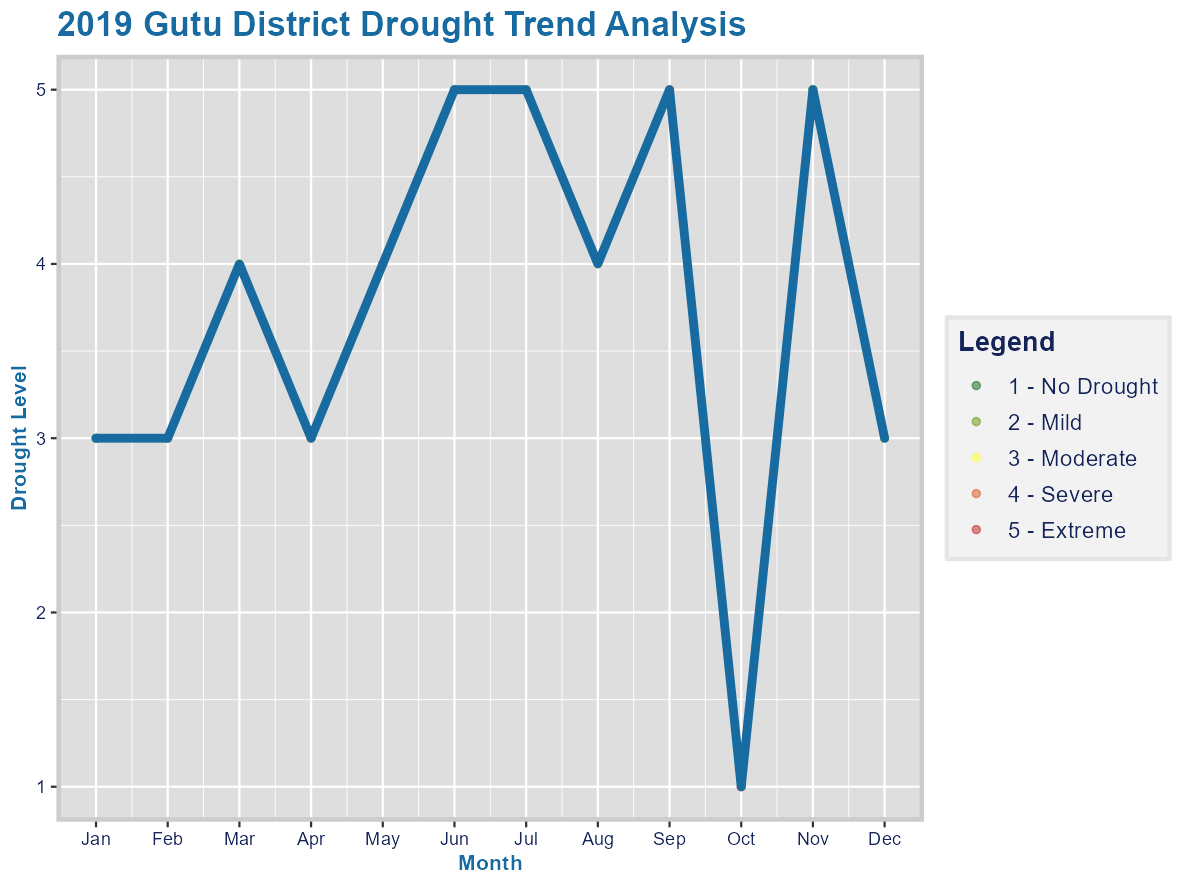 2019 Gutu District Drought Trend Analysis
Drought Level
5
4
3
2
1
Jan Feb Mar Apr May Jun Jul Aug Sep Oct Nov Dec
Month
Legend
1 - No Drought
2 - Mild
3 - Moderate
4 - Severe
5 - Extreme